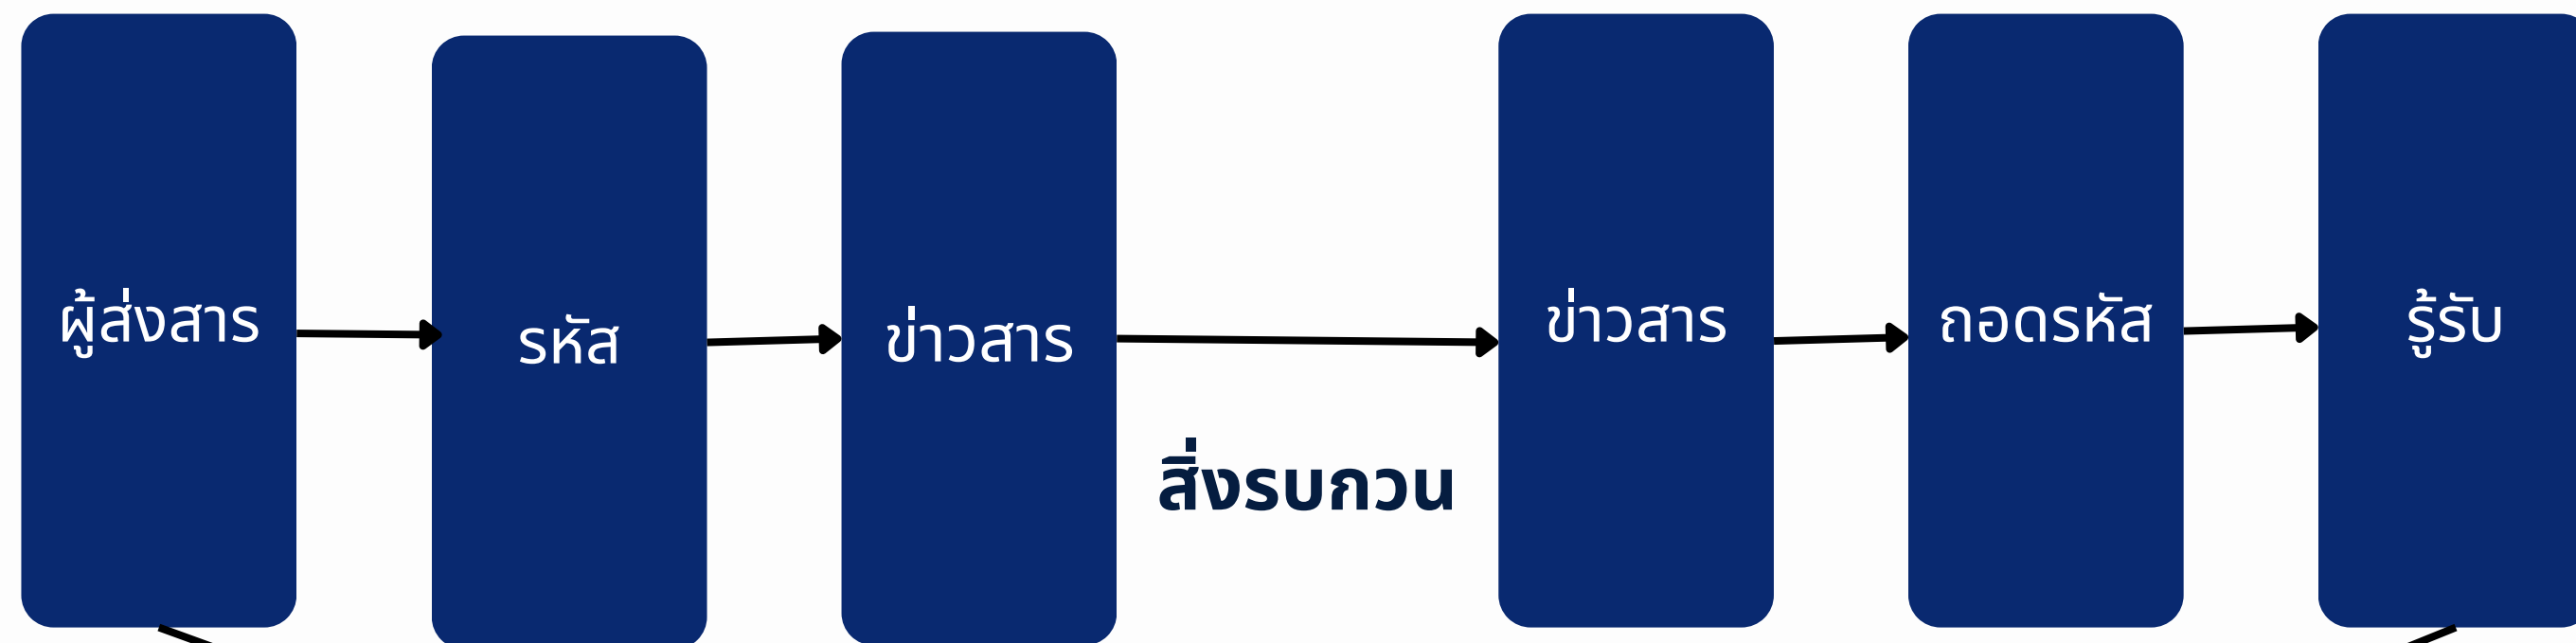 ผู้ส่งสาร
รหัส
ข่าวสาร
สิ่งรบกวน
ข่าวสาร
ถอดรหัส
รู้รับ